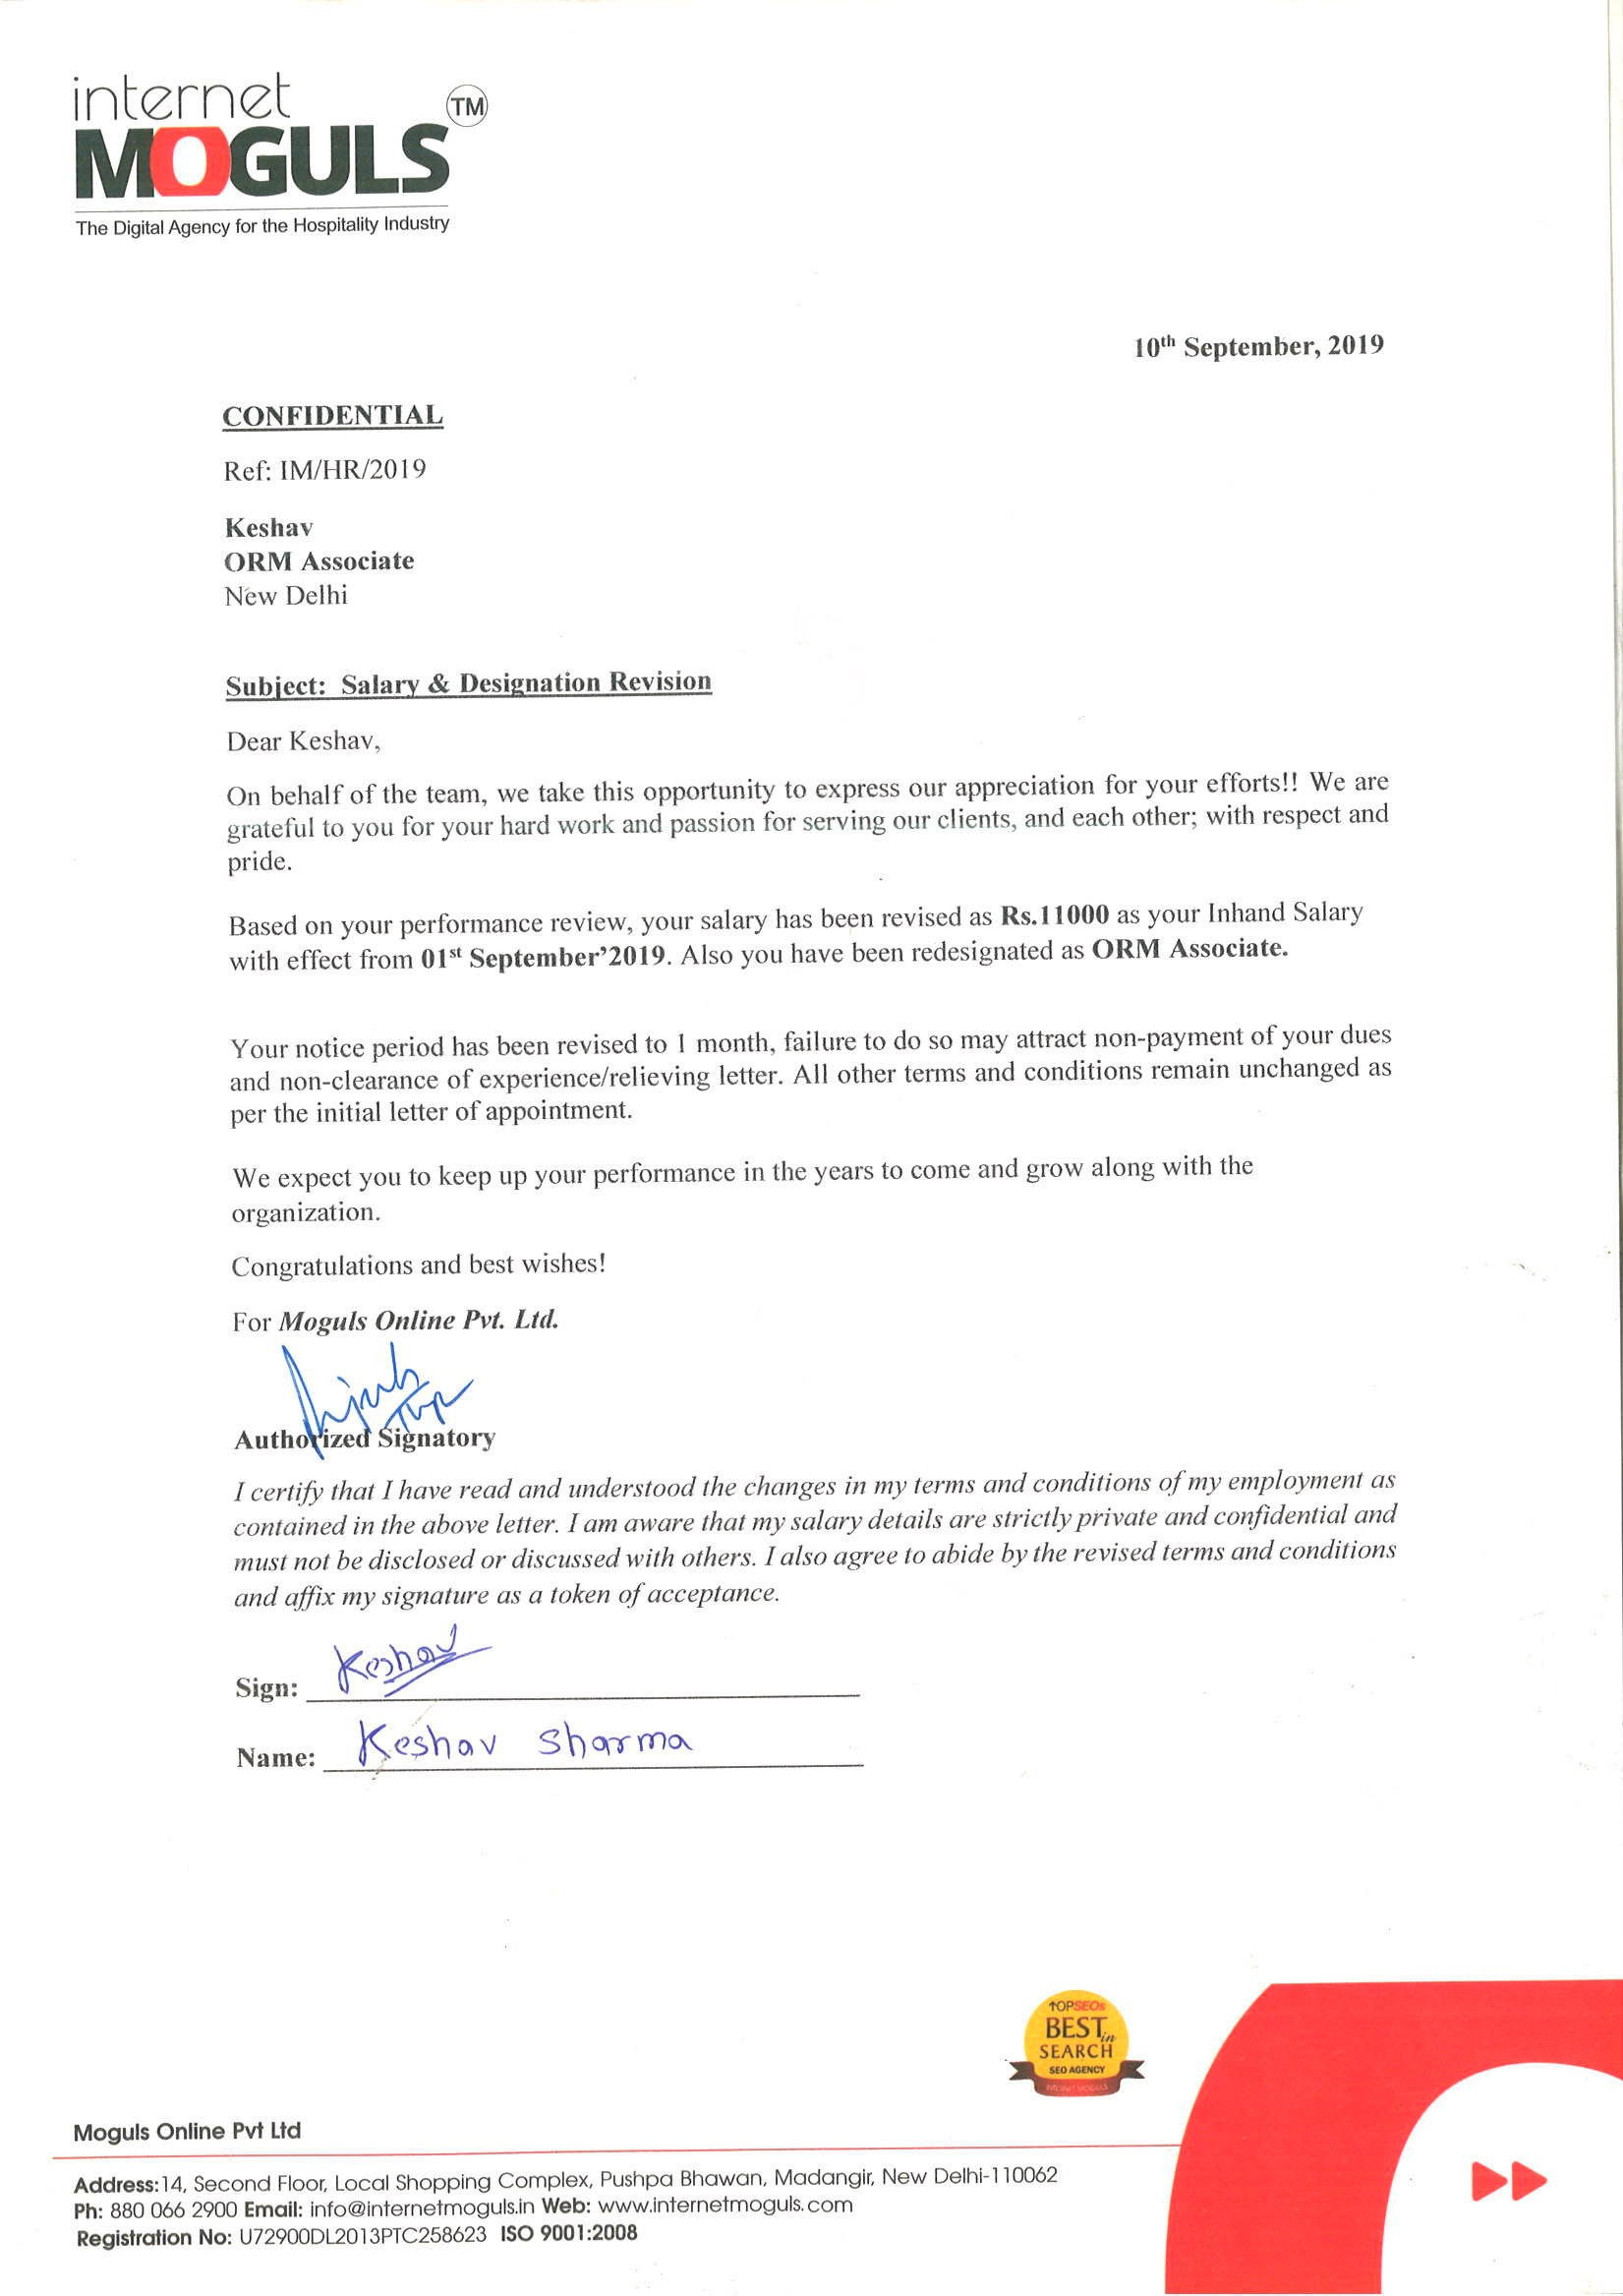 internet
MOGULS TM
The Digital Agency for the Hospitality Industry
10th September, 2019
CONFIDENTIAL
Ref: IM/HR/2019
Keshav
ORM Associate
New Delhi
Subject: Salary & Designation Revision
Dear Keshav,
On behalf of the team, we take this opportunity to express our appreciation for your efforts!! We are
grateful to you for your hard work and passion for serving our clients, and each other; with respect and
pride.
Based on your performance review, your salary has been revised as Rs.11000 as your Inhand Salary
with effect from 01st September'2019. Also you have been redesignated as ORM Associate.
Your notice period has been revised to 1 month, failure to do so may attract non-payment of your dues
and non-clearance of experience/relieving letter. All other terms and conditions remain unchanged as
per the initial letter of appointment.
We expect you to keep up your performance in the years to come and grow along with the
organization.
Congratulations and best wishes!
For Moguls Online Pvt. Ltd.
Authorized Signatory
I certify that I have read and understood the changes in my terms and conditions of my employment as
contained in the above letter. I am aware that my salary details are strictly private and confidential and
must not be disclosed or discussed with others. I also agree to abide by the revised terms and conditions
and affix my signature as a token of acceptance.
Sign: Keshav
Name: Keshav Sharma
TOPSEOs
BEST in
SEARCH
SEO AGENCY
INTERNET MOGULS
Moguls Online Pvt Ltd
Address:14, Second Floor, Local Shopping Complex, Pushpa Bhawan, Madangir, New Delhi-110062
Ph: 880 066 2900 Email: info@internetmoguls.in Web: www.internetmoguls.com
Registration No: U72900DL2013PTC258623 ISO 9001:2008